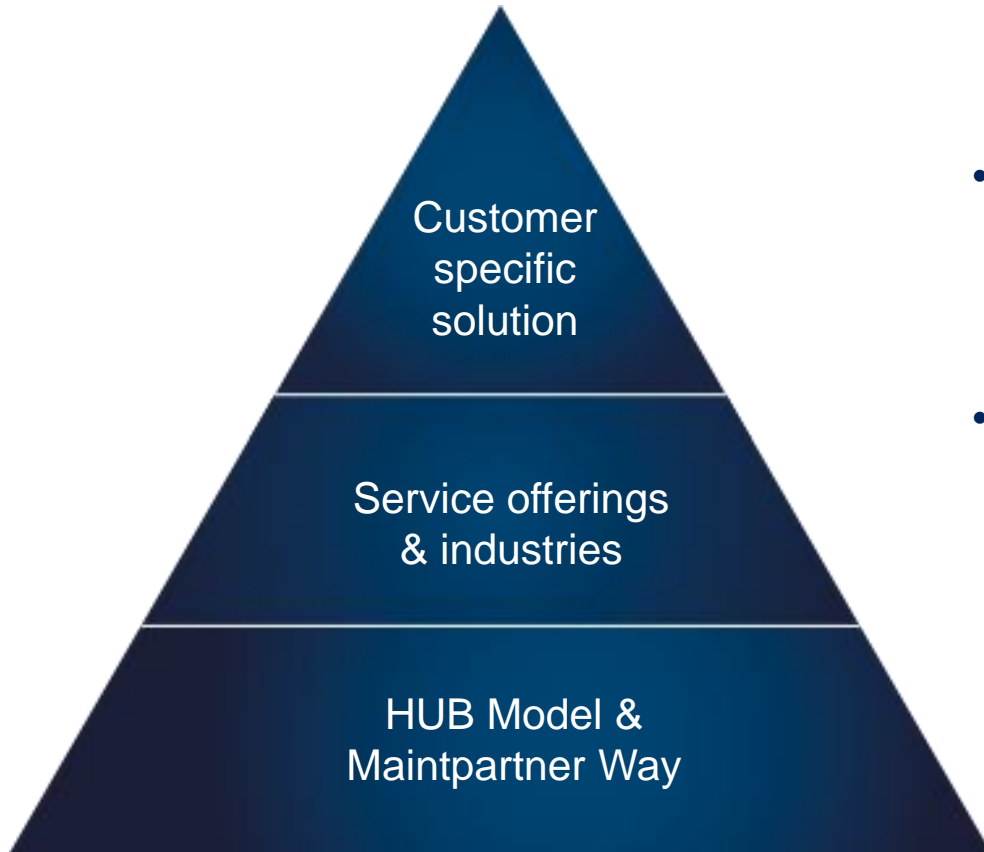 Customer
specific
solution
Service offerings
& industries
HUB Model &
Maintpartner Way